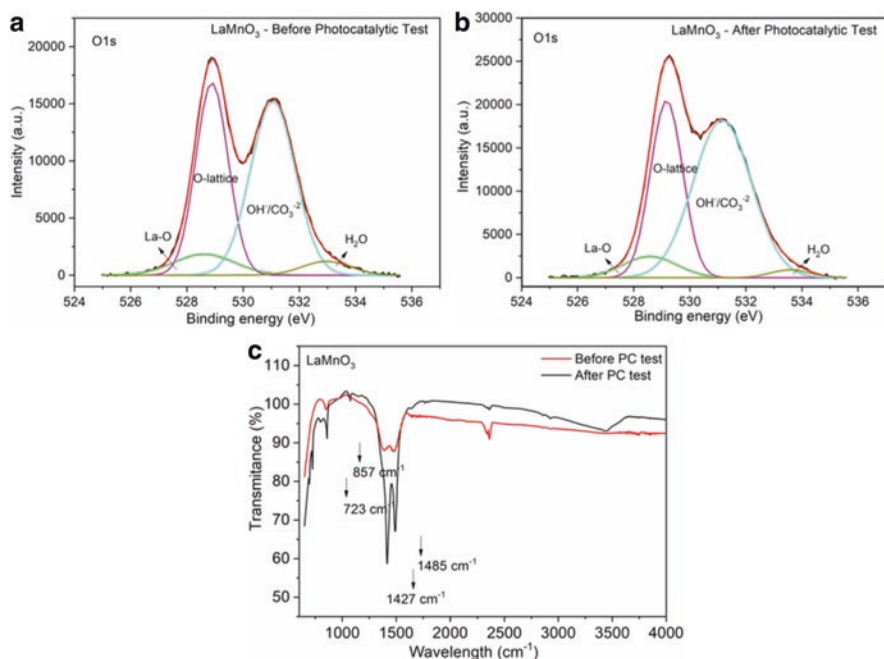 a
LaMnO₃ - Before Photocatalytic Test
O1s
Intensity (a.u.)
20000
15000
10000
5000
0
O-lattice
OH⁻/CO₃⁻²
La-O
H₂O
524 526 528 530 532 534 536
Binding energy (eV)
b
LaMnO₃ - After Photocatalytic Test
O1s
Intensity (a.u.)
30000
25000
20000
15000
10000
5000
0
O-lattice
OH⁻/CO₃⁻²
La-O
H₂O
524 526 528 530 532 534 536
Binding energy (eV)
c
LaMnO₃
Before PC test
After PC test
Transmitance (%)
110
100
90
80
70
60
50
857 cm⁻¹
723 cm⁻¹
1485 cm⁻¹
1427 cm⁻¹
1000 1500 2000 2500 3000 3500 4000
Wavelength (cm⁻¹)